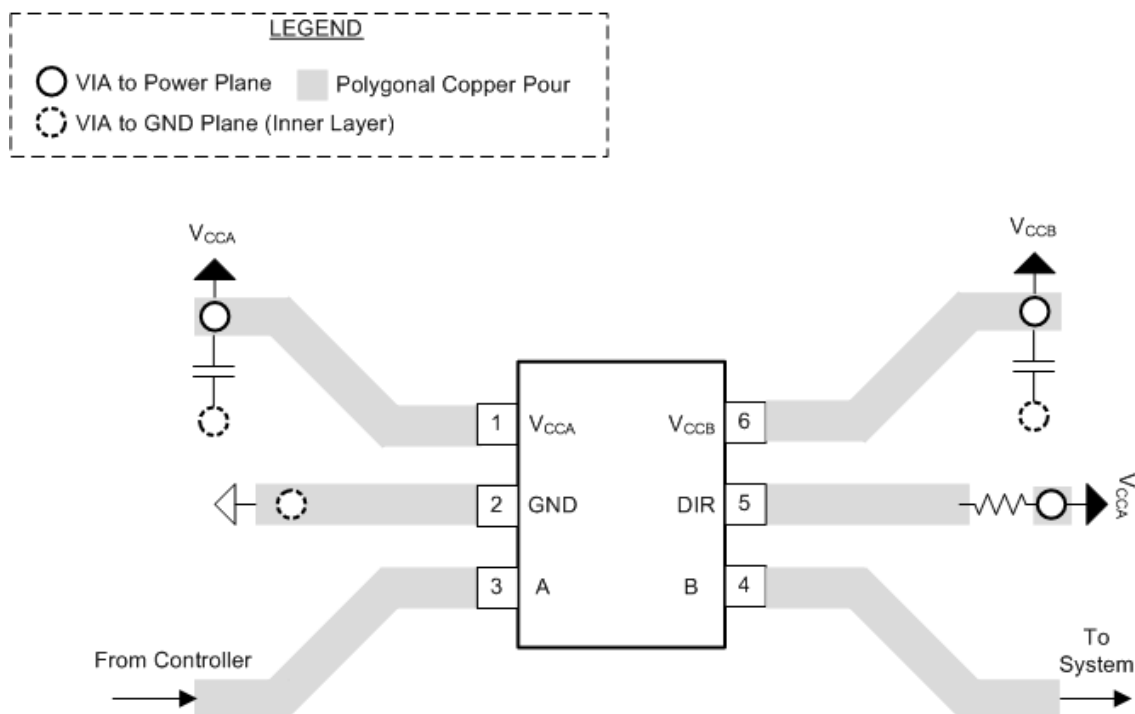 LEGEND
VIA to Power Plane
Polygonal Copper Pour
VIA to GND Plane (Inner Layer)
VCCA
VCCB
1
VCCA
VCCB
6
2
GND
DIR
5
VCCA
3
A
B
4
From Controller
To
System